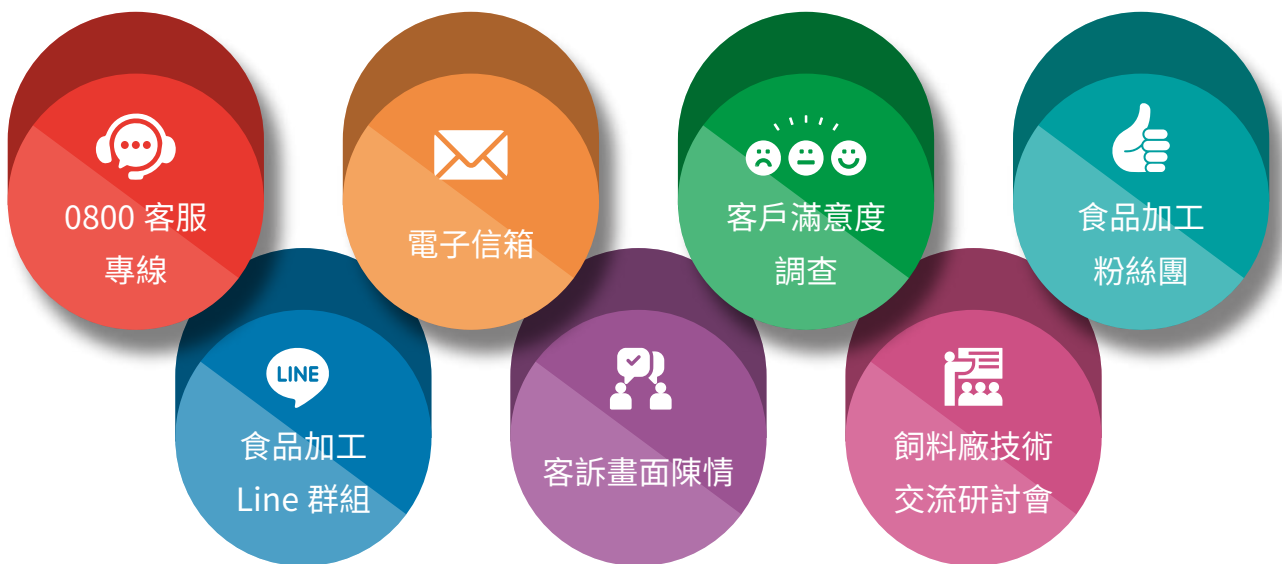 0800 客服
專線
電子信箱
客戶滿意度
調查
食品加工
粉絲團
LINE
食品加工
Line 群組
客訴畫面陳情
飼料廠技術
交流研討會